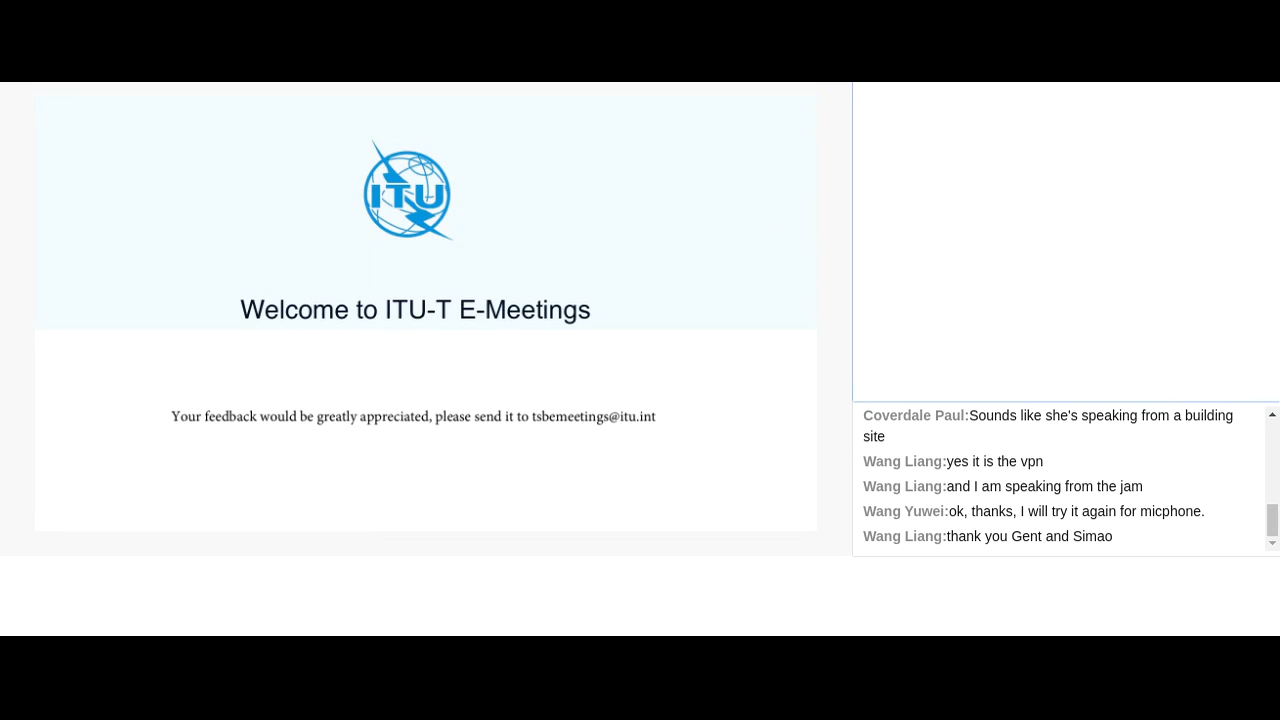 ITU
Welcome to ITU-T E-Meetings
Your feedback would be greatly appreciated, please send it to tsbemeetings@itu.int
Coverdale Paul:Sounds like she's speaking from a building
site
Wang Liang:yes it is the vpn
Wang Liang:and I am speaking from the jam
Wang Yuwei:ok, thanks, I will try it again for micphone.
Wang Liang:thank you Gent and Simao